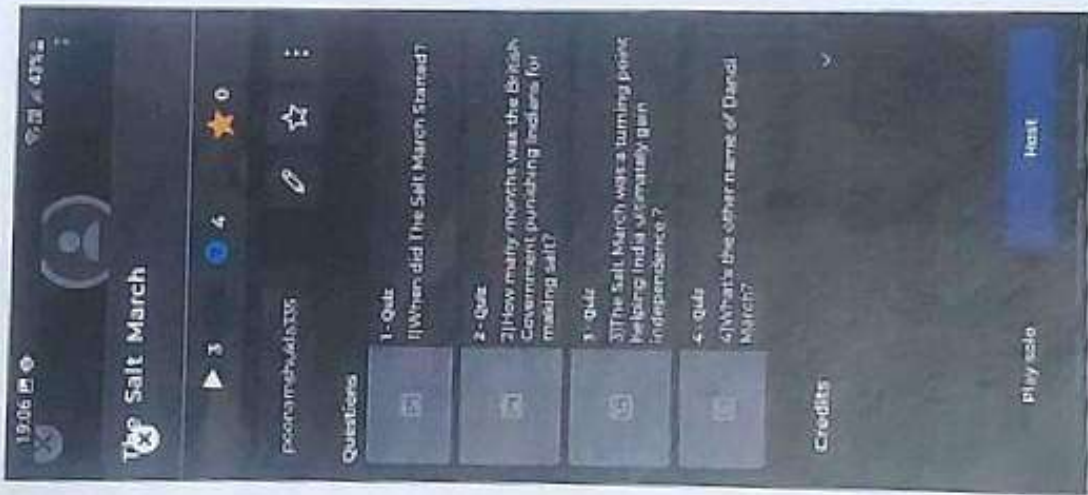 19:06
47%
The Salt March
3
4
0
Questions
1 - Quiz
1)When did The Salt March Started?
2 - Quiz
2)How many months was the British
Government punishing Indians for
making salt?
3 - Quiz
3)The Salt March was a turning point
helping India ultimately gain
independence ?
4 - Quiz
4)What's the other name of Dandi
March?
Credits
Play solo
Host